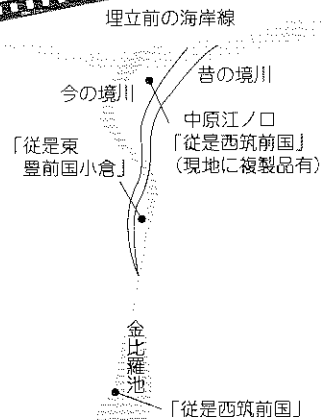 埋立前の海岸線
昔の境川
今の境川
中原江ノ口
「従是西筑前国」
(現地に複製品有)
「従是東
豊前国小倉」
金比羅池
「従是西筑前国」